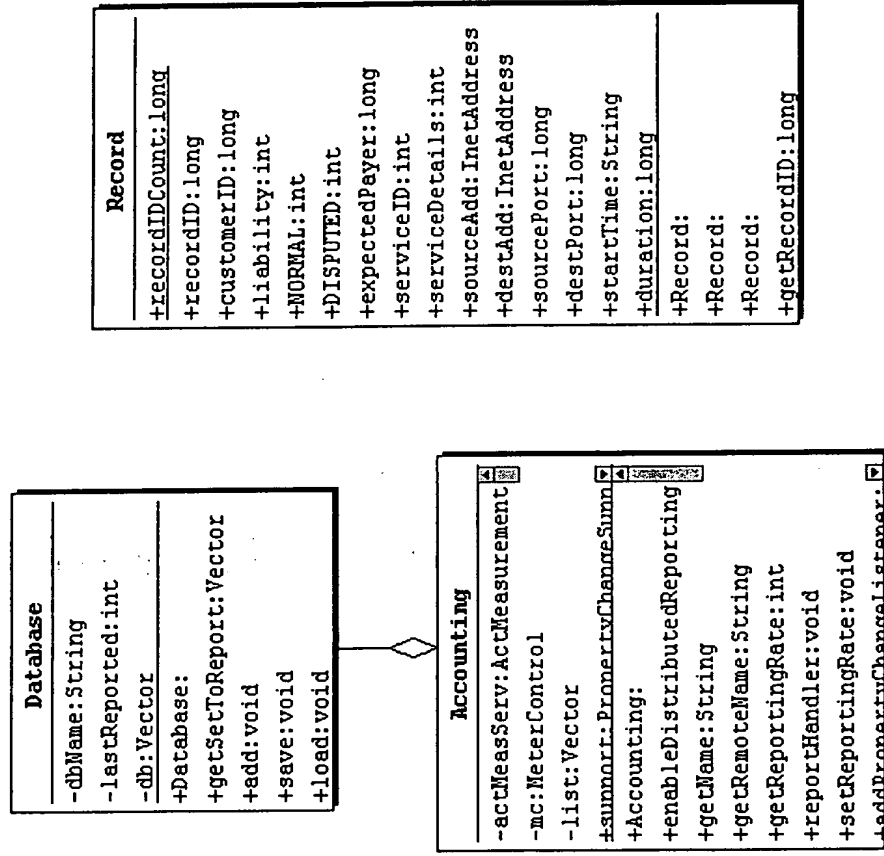 Database
-dbName:String
-lastReported:int
-db:Vector
+Database:
+getSetToReport:Vector
+add:void
+save:void
+load:void
Accounting
-actMeasServ:ActMeasurement
-mc:MeterControl
-list:Vector
+support:PropertyChangeSupp
+Accounting:
+enableDistributedReporting
+getName:String
+getRemoteName:String
+getReportingRate:int
+reportHandler:void
+setReportingRate:void
+addPropertyChangeListener:
Record
+recordIDCount:long
+recordID:long
+customerID:long
+liability:int
+NORMAL:int
+DISPUTED:int
+expectedPayer:long
+serviceID:int
+serviceDetails:int
+sourceAdd:InetAddress
+destAdd:InetAddress
+sourcePort:long
+destPort:long
+startTime:String
+duration:long
+Record:
+Record:
+Record:
+getRecordID:long